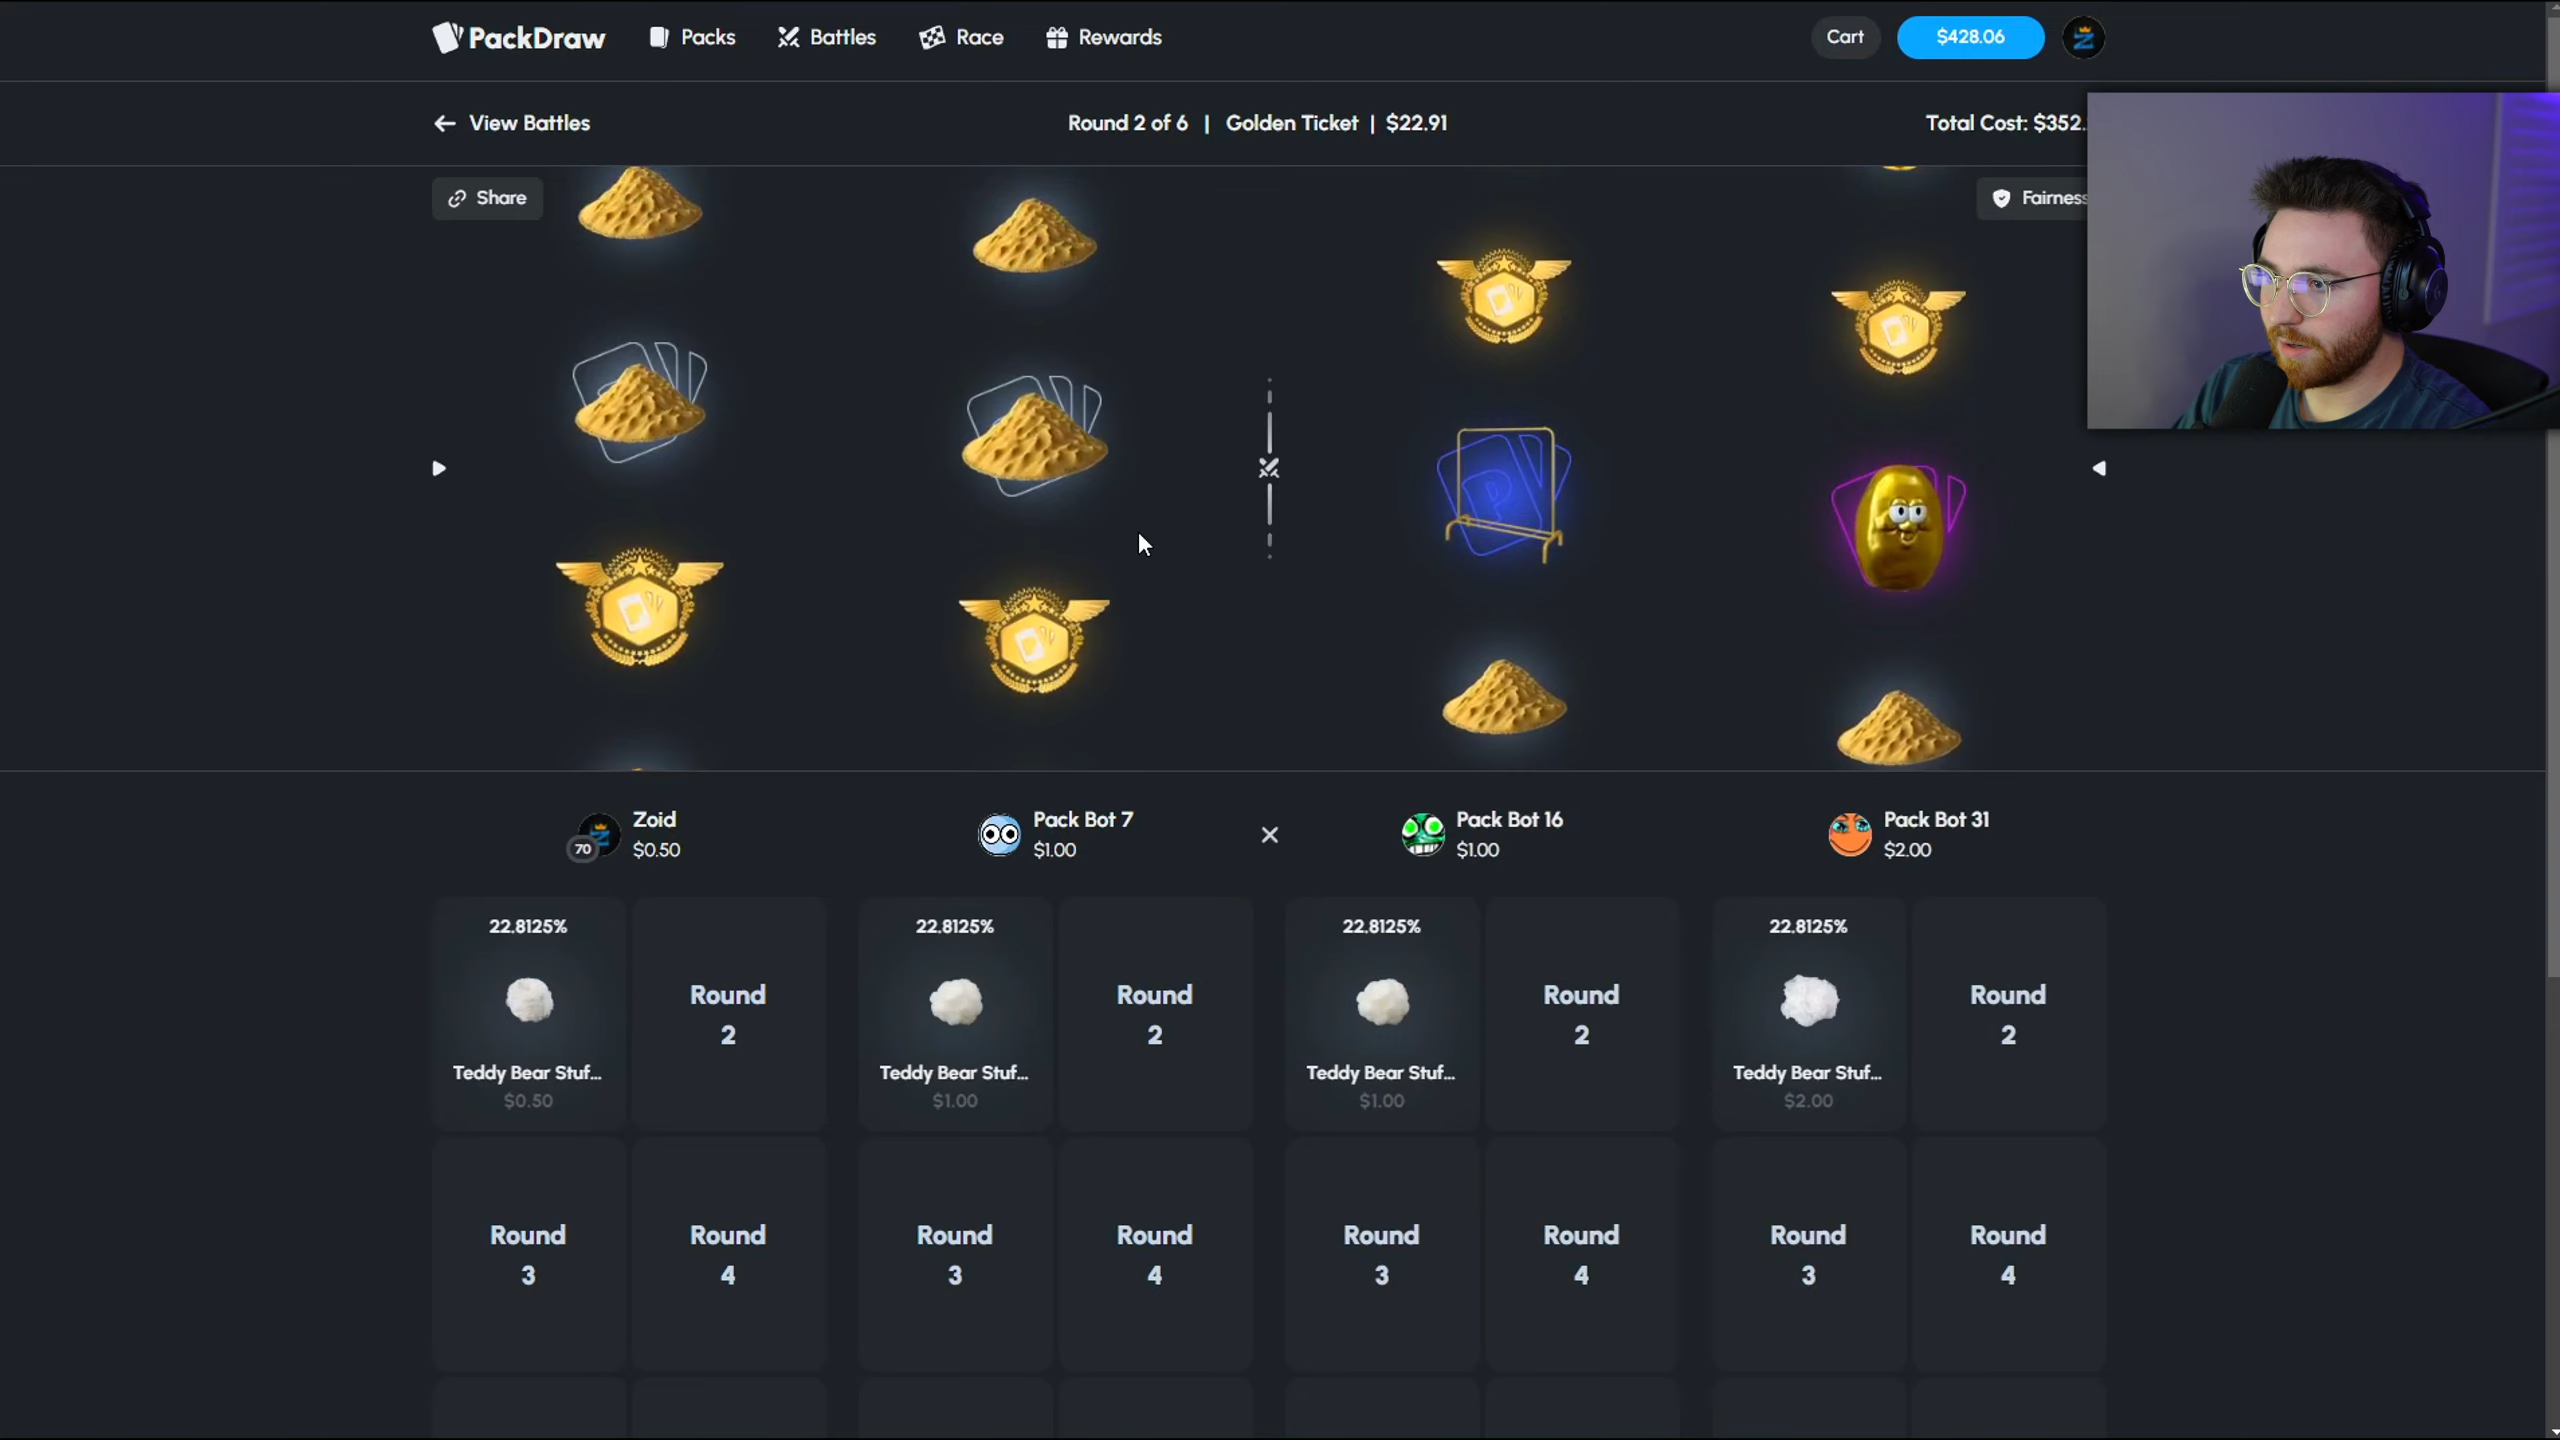 PackDraw Packs Battles Race Rewards Cart $428.06
View Battles Round 2 of 6 | Golden Ticket | $22.91 Total Cost: $352.
Share Fairness
Zoid Pack Bot 7 Pack Bot 16 Pack Bot 31
70 $0.50 $1.00 $1.00 $2.00
22.8125% 22.8125% 22.8125% 22.8125%
Round Round Round Round
2 2 2 2
Teddy Bear Stuf... Teddy Bear Stuf... Teddy Bear Stuf... Teddy Bear Stuf...
$0.50 $1.00 $1.00 $2.00
Round Round Round Round Round Round Round Round
3 4 3 4 3 4 3 4